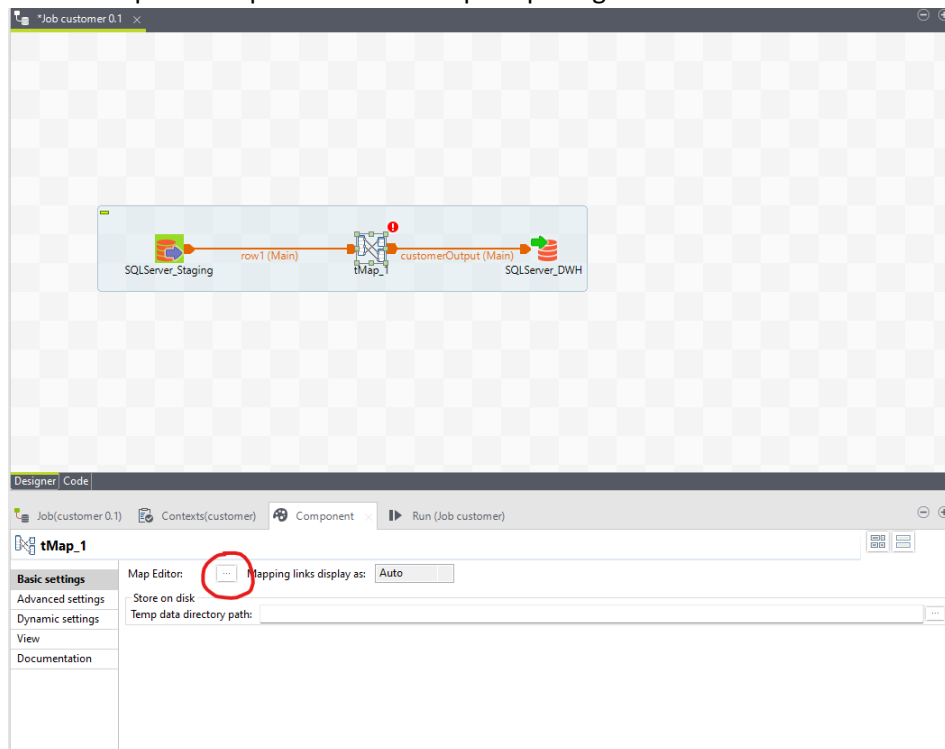 *Job customer 0.1
row1 (Main)
customerOutput (Main)
SQLServer_Staging
tMap_1
SQLServer_DWH
Designer Code
Job(customer 0.1) Contexts(customer) Component Run (Job customer)
tMap_1
Basic settings
Map Editor: ... Mapping links display as: Auto
Advanced settings
Store on disk
Dynamic settings
Temp data directory path: ...
View
Documentation